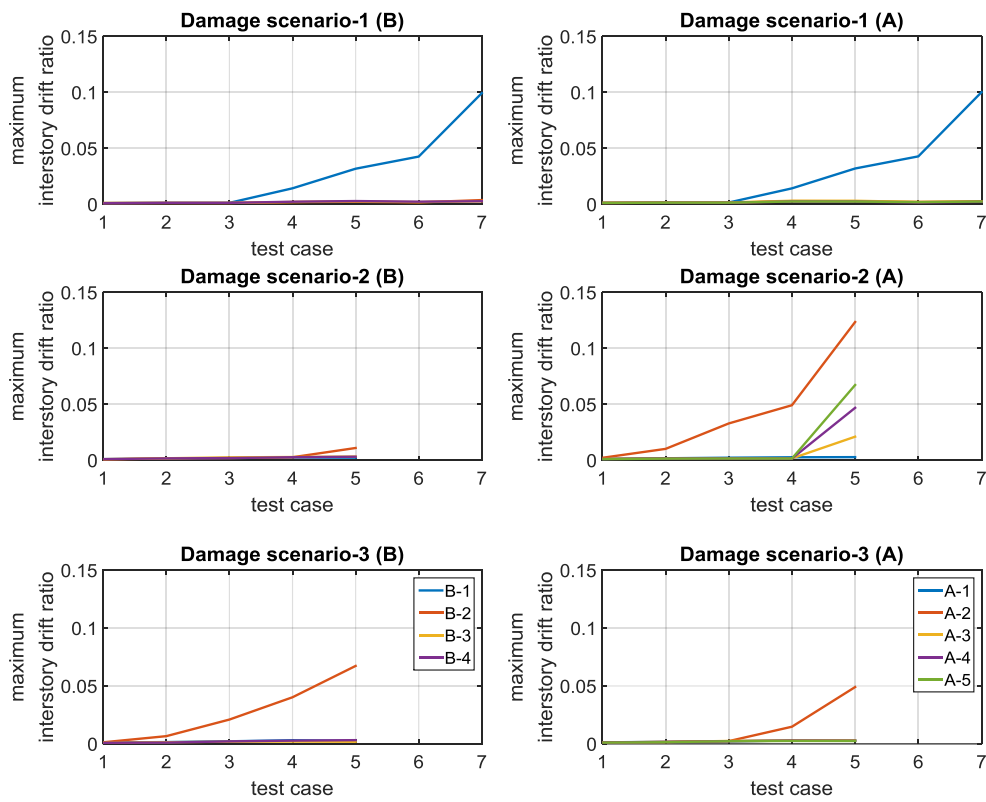 Damage scenario-1 (B)
maximum
interstory drift ratio
0.15
0.1
0.05
0
1 2 3 4 5 6 7
test case
Damage scenario-1 (A)
maximum
interstory drift ratio
0.15
0.1
0.05
0
1 2 3 4 5 6 7
test case
Damage scenario-2 (B)
maximum
interstory drift ratio
0.15
0.1
0.05
0
1 2 3 4 5 6 7
test case
Damage scenario-2 (A)
maximum
interstory drift ratio
0.15
0.1
0.05
0
1 2 3 4 5 6 7
test case
Damage scenario-3 (B)
maximum
interstory drift ratio
0.15
0.1
0.05
0
B-1
B-2
B-3
B-4
1 2 3 4 5 6 7
test case
Damage scenario-3 (A)
maximum
interstory drift ratio
0.15
0.1
0.05
0
A-1
A-2
A-3
A-4
A-5
1 2 3 4 5 6 7
test case